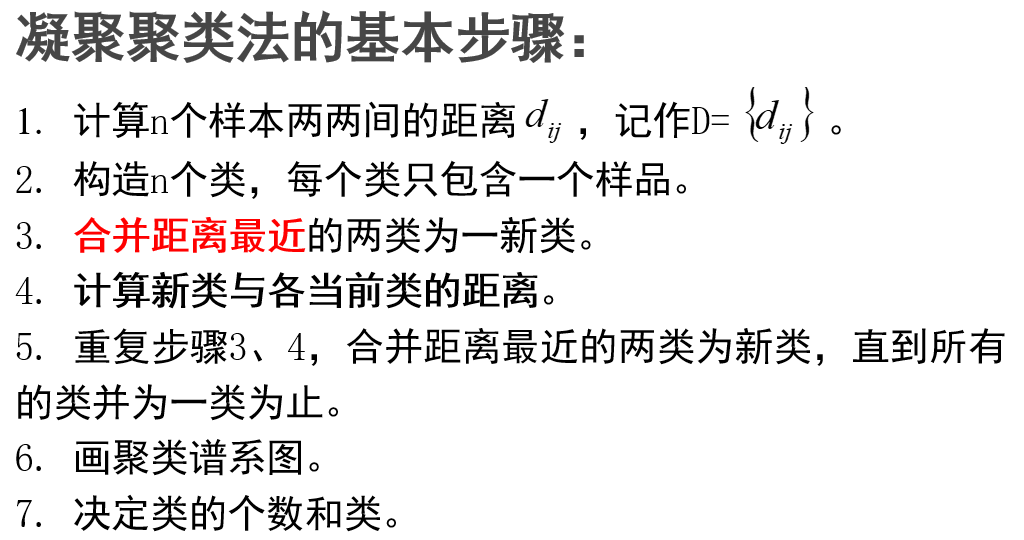 凝聚聚类法的基本步骤：
1. 计算n个样本两两间的距离 d_ij ，记作D= {d_ij} 。
2. 构造n个类，每个类只包含一个样品。
3. 合并距离最近的两类为一新类。
4. 计算新类与各当前类的距离。
5. 重复步骤3、4，合并距离最近的两类为新类，直到所有
的类并为一类为止。
6. 画聚类谱系图。
7. 决定类的个数和类。